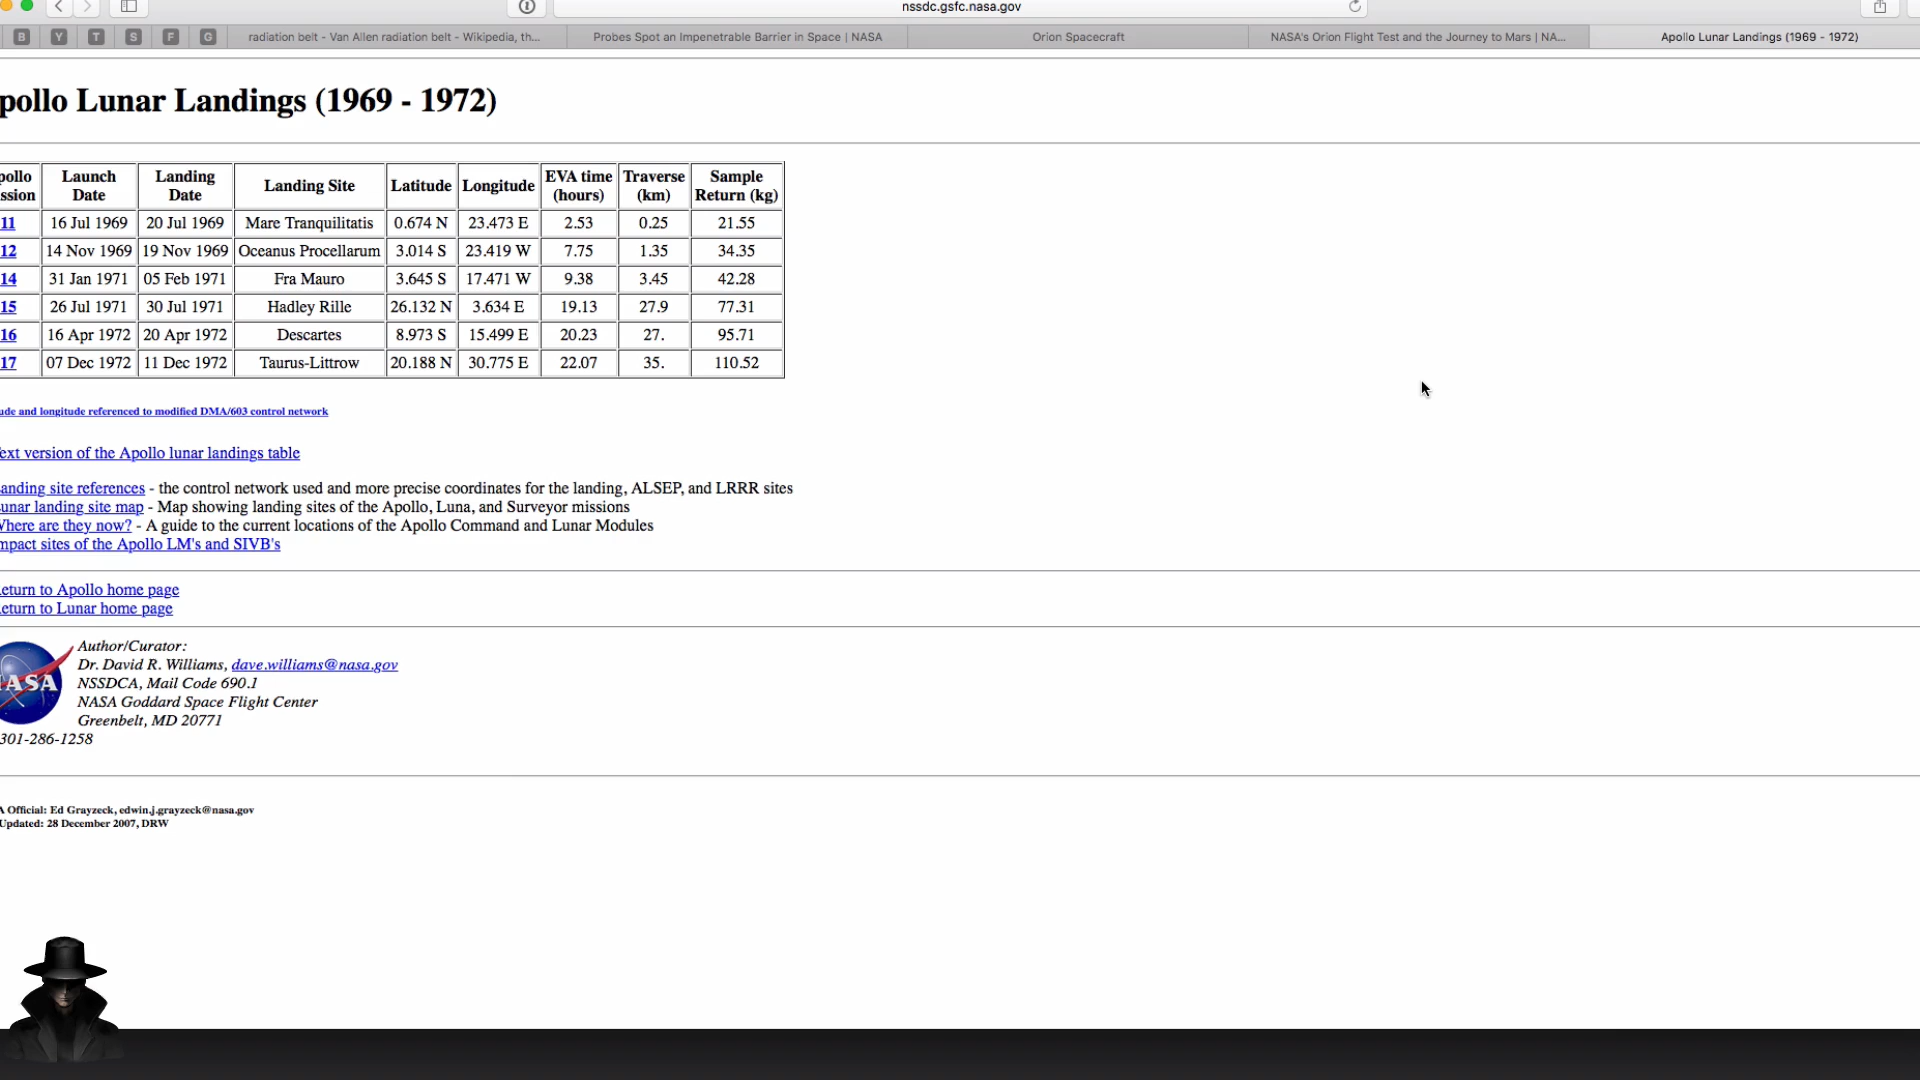 nssdc.gsfc.nasa.gov
B Y T S F G radiation belt - Van Allen radiation belt - Wikipedia, th... Probes Spot an Impenetrable Barrier in Space | NASA Orion Spacecraft NASA's Orion Flight Test and the Journey to Mars | NA... Apollo Lunar Landings (1969 - 1972)
pollo Lunar Landings (1969 - 1972)
pollo Launch Landing Landing Site Latitude Longitude EVA time Traverse Sample
ssion Date Date (hours) (km) Return (kg)
11 16 Jul 1969 20 Jul 1969 Mare Tranquilitatis 0.674 N 23.473 E 2.53 0.25 21.55
12 14 Nov 1969 19 Nov 1969 Oceanus Procellarum 3.014 S 23.419 W 7.75 1.35 34.35
14 31 Jan 1971 05 Feb 1971 Fra Mauro 3.645 S 17.471 W 9.38 3.45 42.28
15 26 Jul 1971 30 Jul 1971 Hadley Rille 26.132 N 3.634 E 19.13 27.9 77.31
16 16 Apr 1972 20 Apr 1972 Descartes 8.973 S 15.499 E 20.23 27. 95.71
17 07 Dec 1972 11 Dec 1972 Taurus-Littrow 20.188 N 30.775 E 22.07 35. 110.52
ude and longitude referenced to modified DMA/603 control network
ext version of the Apollo lunar landings table
anding site references - the control network used and more precise coordinates for the landing, ALSEP, and LRRR sites
unar landing site map - Map showing landing sites of the Apollo, Luna, and Surveyor missions
Where are they now? - A guide to the current locations of the Apollo Command and Lunar Modules
mpact sites of the Apollo LM's and SIVB's
eturn to Apollo home page
eturn to Lunar home page
NASA
Author/Curator:
Dr. David R. Williams, dave.williams@nasa.gov
NSSDCA, Mail Code 690.1
NASA Goddard Space Flight Center
Greenbelt, MD 20771
301-286-1258
A Official: Ed Grayzeck, edwin.j.grayzeck@nasa.gov
Updated: 28 December 2007, DRW